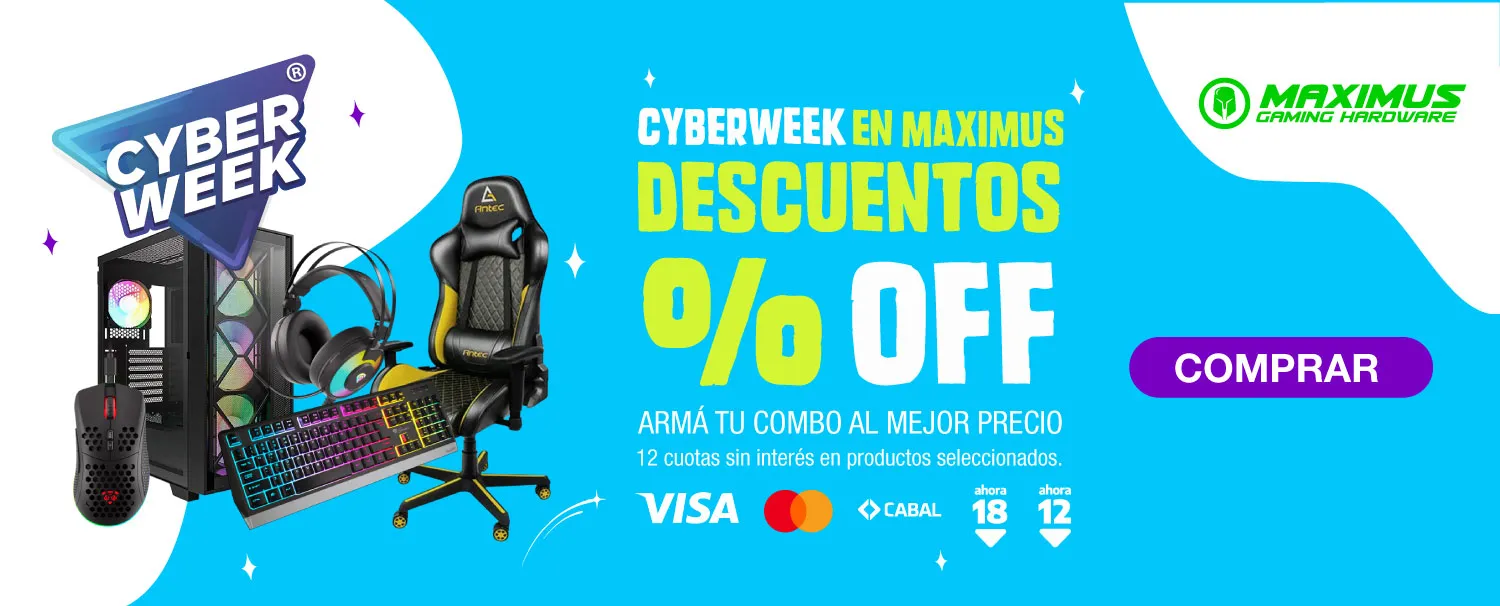 CYBER
WEEK
®
Antec
Antec
CYBERWEEK EN MAXIMUS
DESCUENTOS
% OFF
ARMÁ TU COMBO AL MEJOR PRECIO
12 cuotas sin interés en productos seleccionados.
VISA
CABAL
ahora
18
ahora
12
MAXIMUS
GAMING HARDWARE
COMPRAR